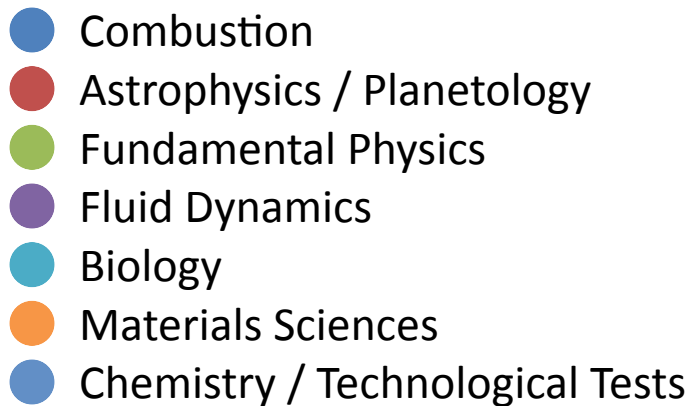 Combustion
Astrophysics / Planetology
Fundamental Physics
Fluid Dynamics
Biology
Materials Sciences
Chemistry / Technological Tests